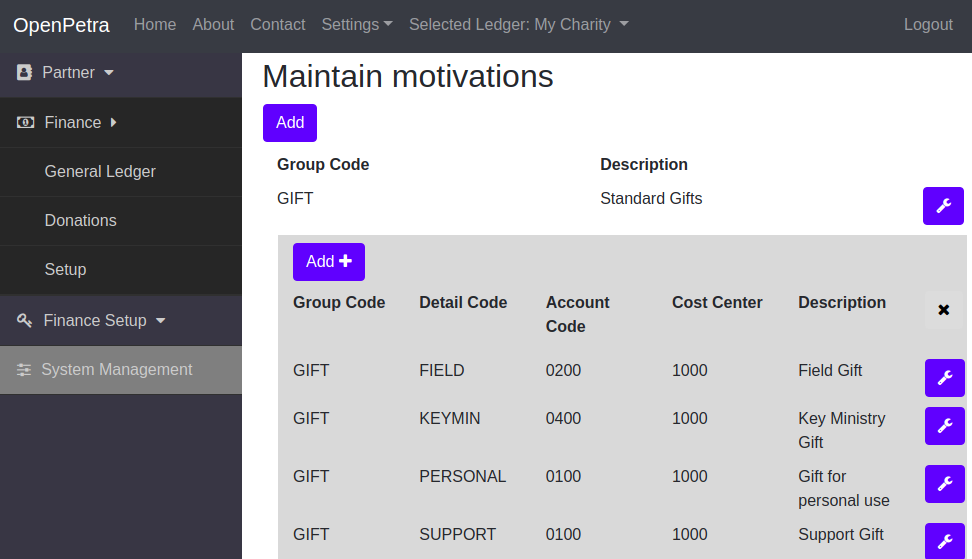 OpenPetra Home About Contact Settings Selected Ledger: My Charity Logout
Partner
Finance
General Ledger
Donations
Setup
Finance Setup
System Management
Maintain motivations
Add
Group Code Description
GIFT Standard Gifts
Add
Group Code Detail Code Account Cost Center Description
Code
GIFT FIELD 0200 1000 Field Gift
GIFT KEYMIN 0400 1000 Key Ministry
Gift
GIFT PERSONAL 0100 1000 Gift for
personal use
GIFT SUPPORT 0100 1000 Support Gift